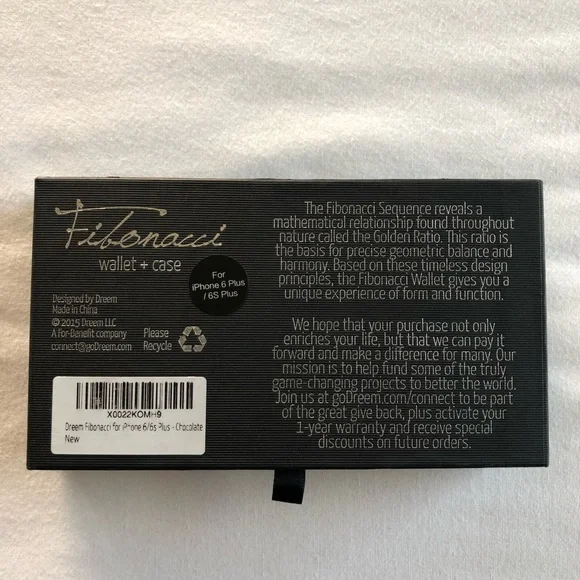 Fibonacci
wallet + case
For
iPhone 6 Plus
/ 6S Plus
Designed by Dreem
Made in China
© 2015 Dreem LLC
A For-Benefit company
connect@goDreem.com
Please
Recycle
X0022KOMH9
Dreem Fibonacci for iPhone 6/6s Plus - Chocolate
New
The Fibonacci Sequence reveals a
mathematical relationship found throughout
nature called the Golden Ratio. This ratio is
the basis for precise geometric balance and
harmony. Based on these timeless design
principles, the Fibonacci Wallet gives you a
unique experience of form and function.
We hope that your purchase not only
enriches your life, but that we can pay it
forward and make a difference for many. Our
mission is to help fund some of the truly
game-changing projects to better the world.
Join us at goDreem.com/connect to be part
of the great give back, plus activate your
1-year warranty and receive special
discounts on future orders.